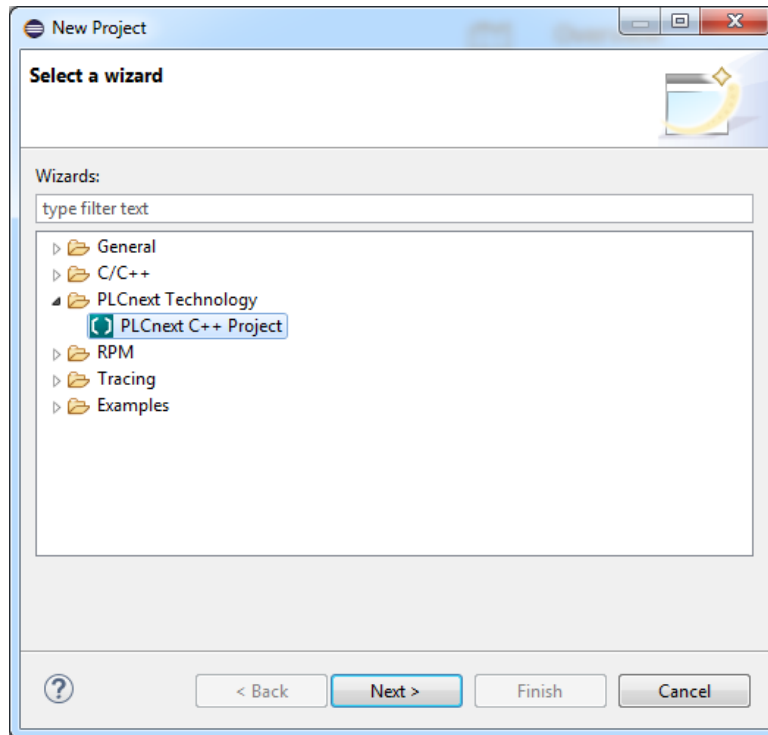 New Project
Select a wizard
Wizards:
type filter text
General
C/C++
PLCnext Technology
PLCnext C++ Project
RPM
Tracing
Examples
? < Back Next > Finish Cancel